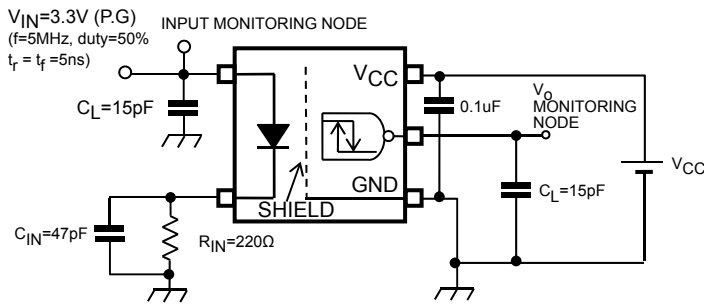 VIN=3.3V (P.G)
(f=5MHz, duty=50%
tr = tf =5ns)
INPUT MONITORING NODE
CL=15pF
VCC
GND
SHIELD
0.1uF
Vo
MONITORING
NODE
VCC
CL=15pF
CIN=47pF
RIN=220Ω